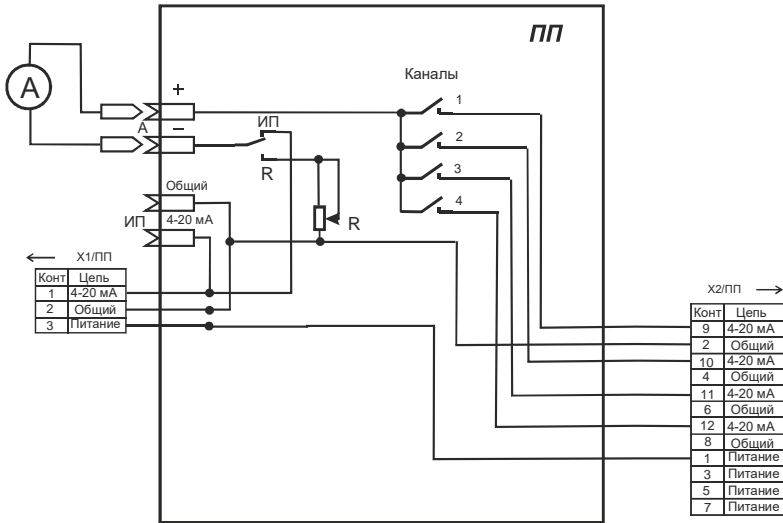 ПП
Каналы
А
+
А
–
ИП
R
R
1
2
3
4
Общий
ИП
4-20 мА
Х1/ПП
Конт Цепь
1 4-20 мА
2 Общий
3 Питание
Х2/ПП
Конт Цепь
9 4-20 мА
2 Общий
10 4-20 мА
4 Общий
11 4-20 мА
6 Общий
12 4-20 мА
8 Общий
1 Питание
3 Питание
5 Питание
7 Питание